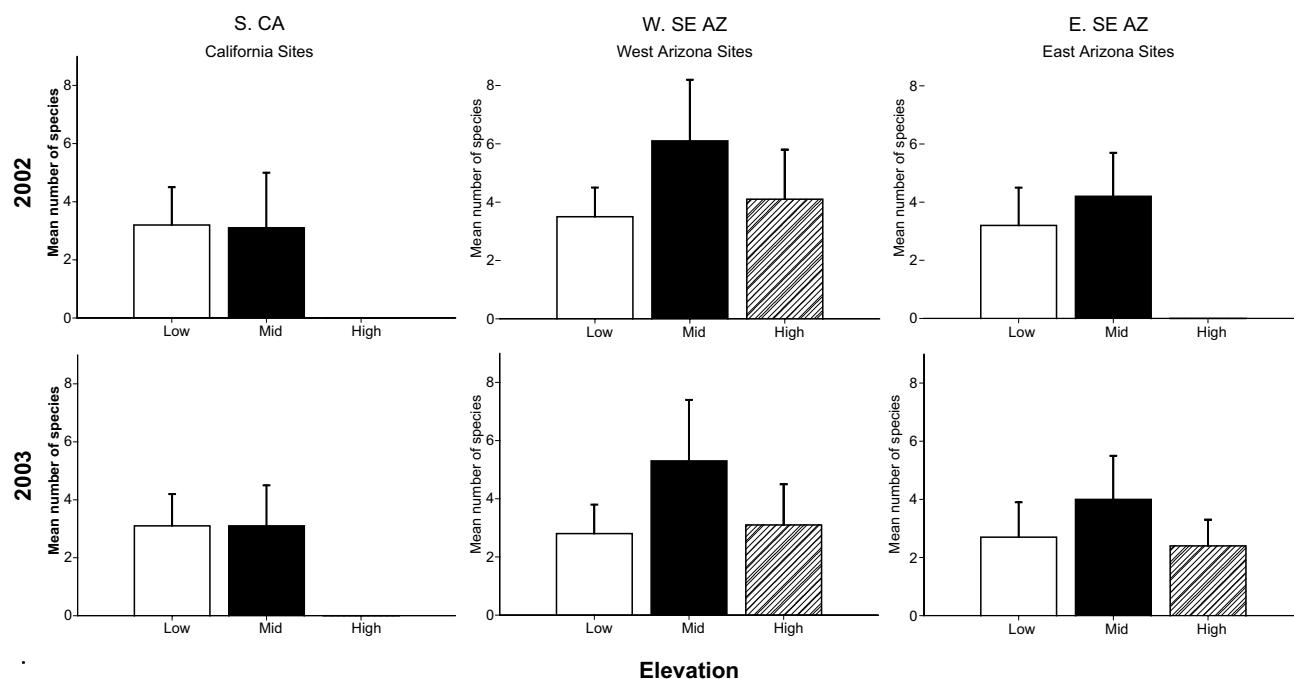 S. CA
W. SE AZ
E. SE AZ
California Sites
West Arizona Sites
East Arizona Sites
2002
Mean number of species
8
6
4
2
0
Low Mid High
Mean number of species
8
6
4
2
0
Low Mid High
Mean number of species
8
6
4
2
0
Low Mid High
2003
Mean number of species
8
6
4
2
0
Low Mid High
Mean number of species
8
6
4
2
0
Low Mid High
Mean number of species
8
6
4
2
0
Low Mid High
Elevation